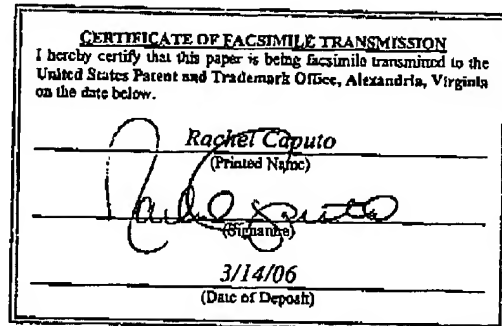 CERTIFICATE OF FACSIMILE TRANSMISSION
I hereby certify that this paper is being facsimile transmitted to the
United States Patent and Trademark Office, Alexandria, Virginia
on the date below.
Rachel Caputo
(Printed Name)
Rachel Caputo
(Signature)
3/14/06
(Date of Deposit)